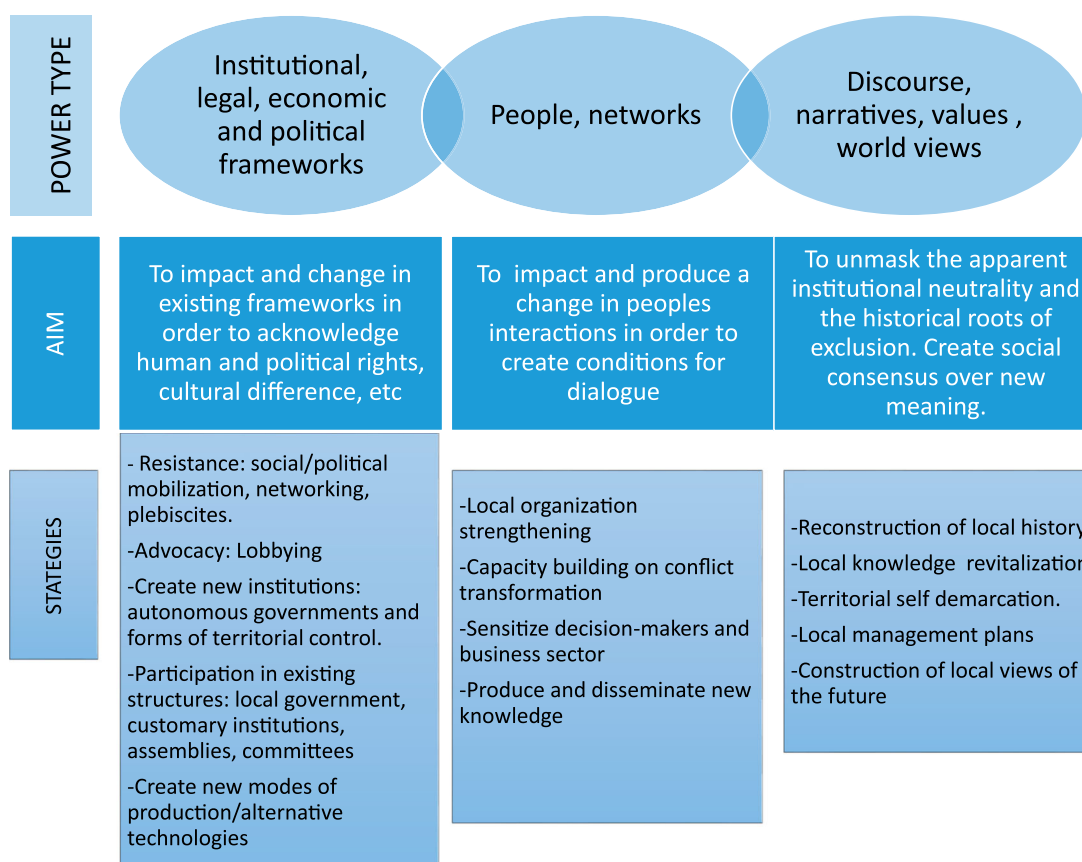 POWER TYPE
Institutional,
legal, economic
and political
frameworks
People, networks
Discourse,
narratives, values ,
world views
AIM
To impact and change in
existing frameworks in
order to acknowledge
human and political rights,
cultural difference, etc
To  impact and produce a
change in peoples
interactions in order to
create conditions for
dialogue
To unmask the apparent
institutional neutrality and
the historical roots of
exclusion. Create social
consensus over new
meaning.
STATEGIES
- Resistance: social/political
mobilization, networking,
plebiscites.
-Advocacy: Lobbying
-Create new institutions:
autonomous governments and
forms of territorial control.
-Participation in existing
structures: local government,
customary institutions,
assemblies, committees
-Create new modes of
production/alternative
technologies
-Local organization
strengthening
-Capacity building on conflict
transformation
-Sensitize decision-makers and
business sector
-Produce and disseminate new
knowledge
-Reconstruction of local history
-Local knowledge  revitalization
-Territorial self demarcation.
-Local management plans
-Construction of local views of
the future